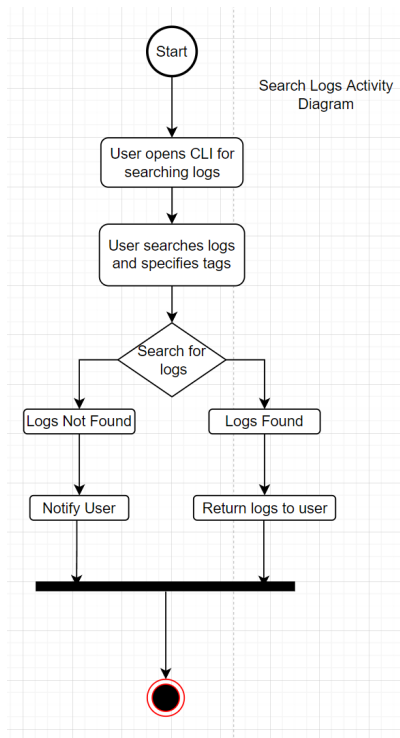 Start
Search Logs Activity
Diagram
User opens CLI for
searching logs
User searches logs
and specifies tags
Search for
logs
Logs Not Found
Logs Found
Notify User
Return logs to user